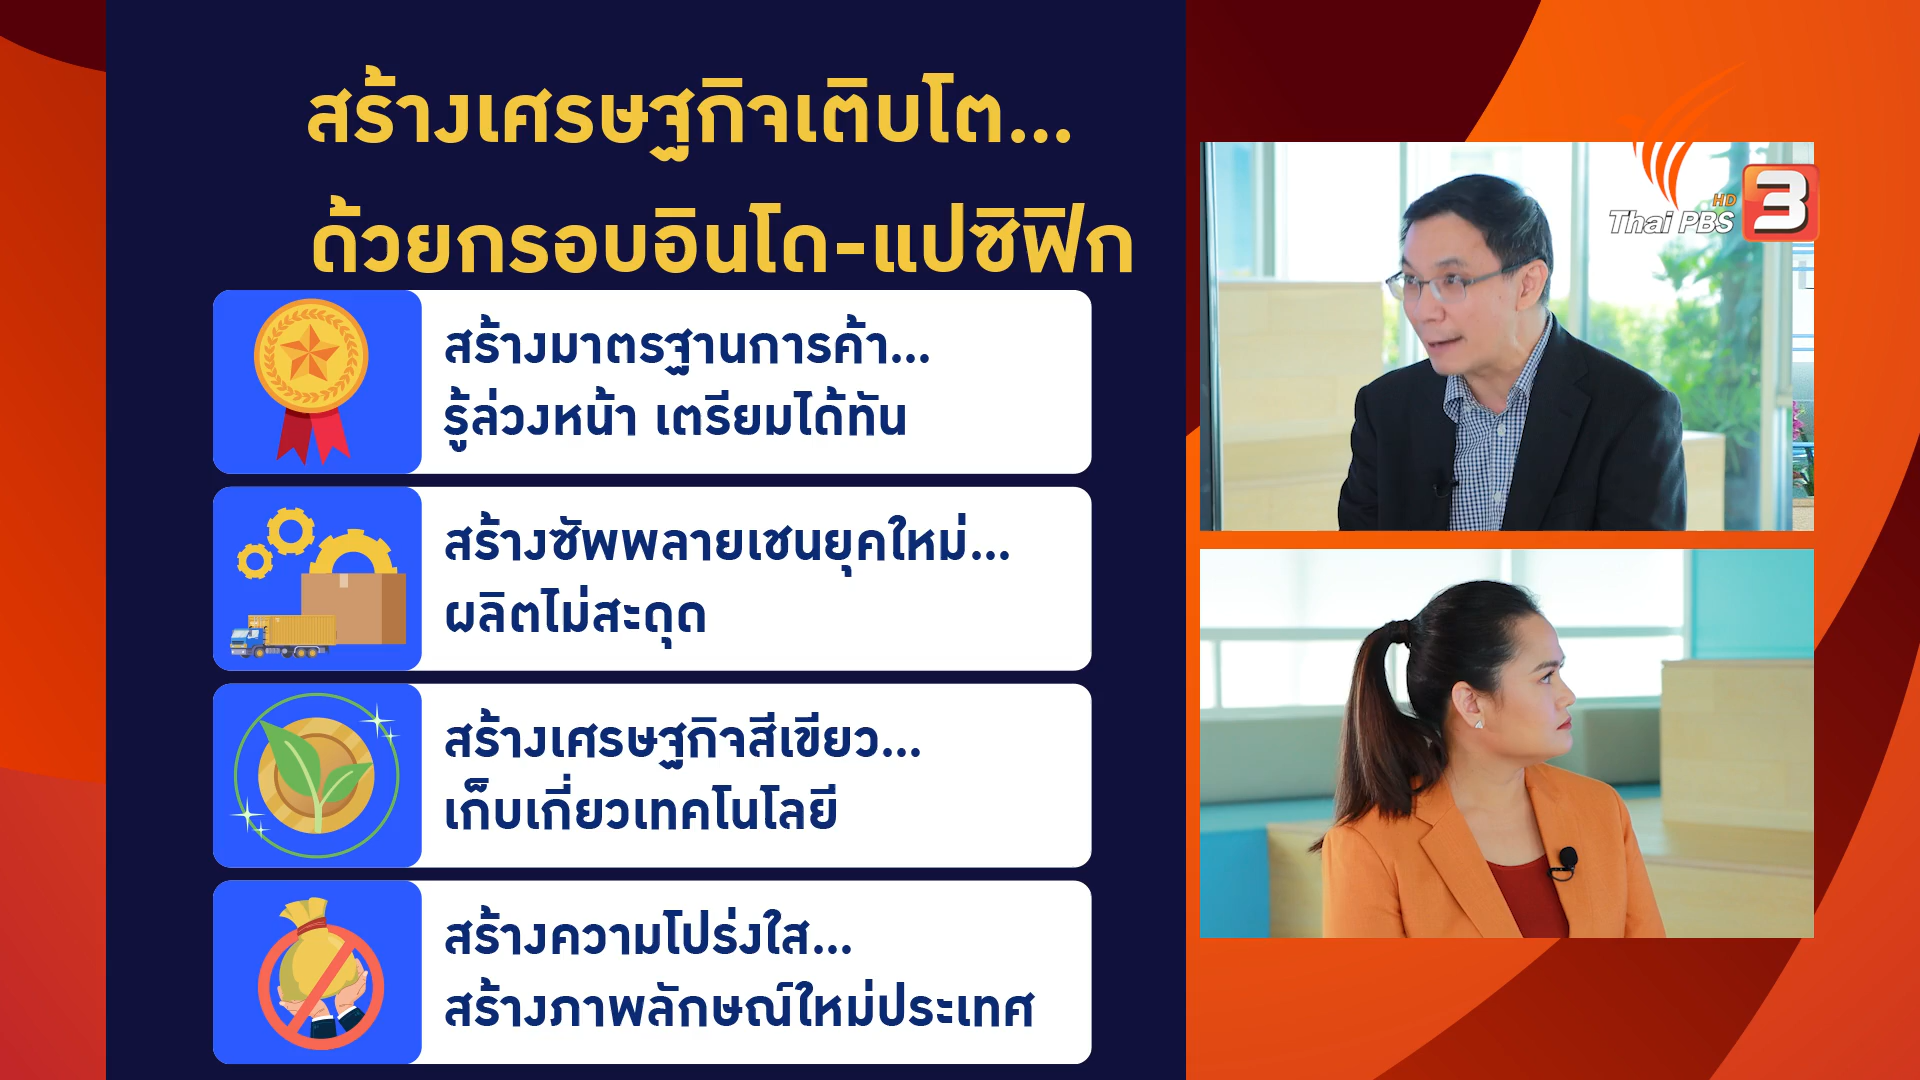 สร้างเศรษฐกิจเติบโต...
ด้วยกรอบอินโด-แปซิฟิก
สร้างมาตรฐานการค้า...
รู้ล่วงหน้า เตรียมได้ทัน
สร้างซัพพลายเชนยุคใหม่...
ผลิตไม่สะดุด
สร้างเศรษฐกิจสีเขียว...
เก็บเกี่ยวเทคโนโลยี
สร้างความโปร่งใส...
สร้างภาพลักษณ์ใหม่ประเทศ
HD
Thai PBS 3